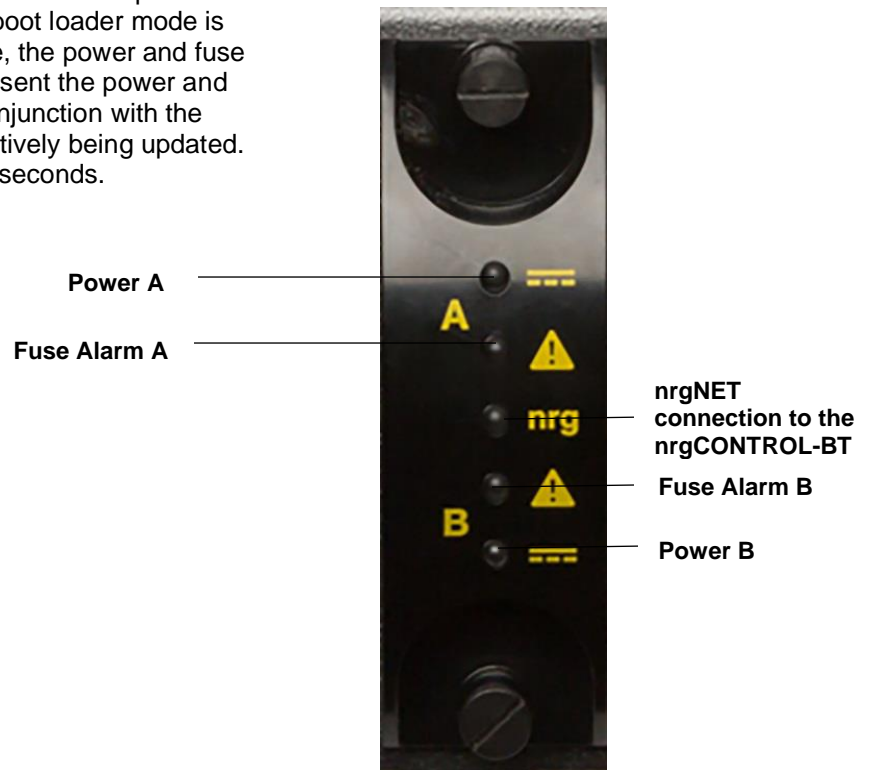 boot loader mode is
e, the power and fuse
sent the power and
njunction with the
tively being updated.
seconds.
Power A
A
Fuse Alarm A
nrg
nrgNET
connection to the
nrgCONTROL-BT
Fuse Alarm B
B
Power B